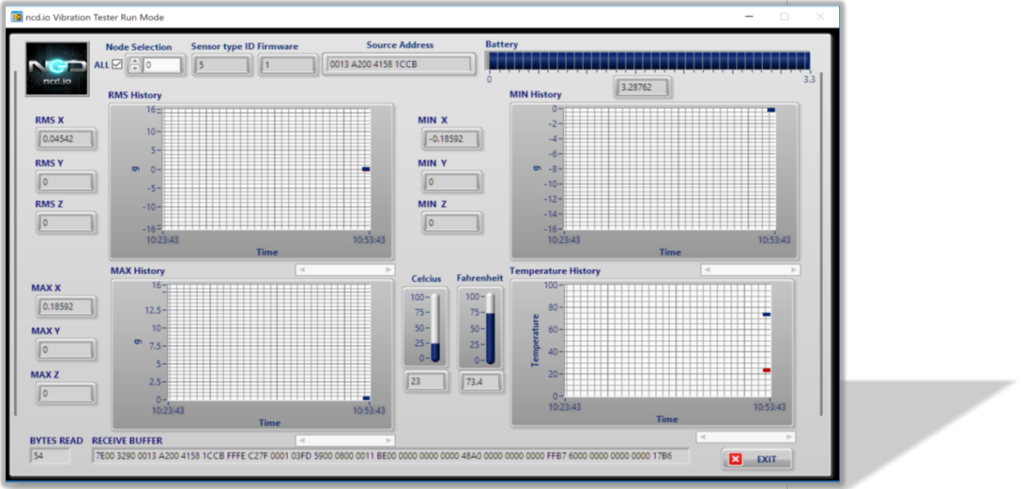 ncd.io Vibration Tester Run Mode
NCD
ncd.io
Node Selection
ALL
0
Sensor type ID
5
Firmware
1
Source Address
0013 A200 4158 1CCB
Battery
0
3.3
3.28762
RMS X
0.04542
RMS Y
0
RMS Z
0
RMS History
g
16
10
5
0
-5
-10
-16
10:23:43
10:53:43
Time
MIN X
-0.18592
MIN Y
0
MIN Z
0
MIN History
g
0
-2
-4
-6
-8
-10
-12
-14
-16
10:23:43
10:53:43
Time
MAX X
0.18592
MAX Y
0
MAX Z
0
MAX History
g
16
12.5
10
7.5
5
2.5
0
10:23:43
10:53:43
Time
Celcius
100
75
50
25
0
23
Fahrenheit
100
75
50
25
0
73.4
Temperature History
Temperature
100
80
60
40
20
0
10:23:43
10:53:43
Time
BYTES READ
54
RECEIVE BUFFER
7E00 3290 0013 A200 4158 1CCB FFFE C27F 0001 03FD 5900 0800 0011 BE00 0000 0000 0000 48A0 0000 0000 0000 FFB7 6000 0000 0000 0000 17B6
EXIT